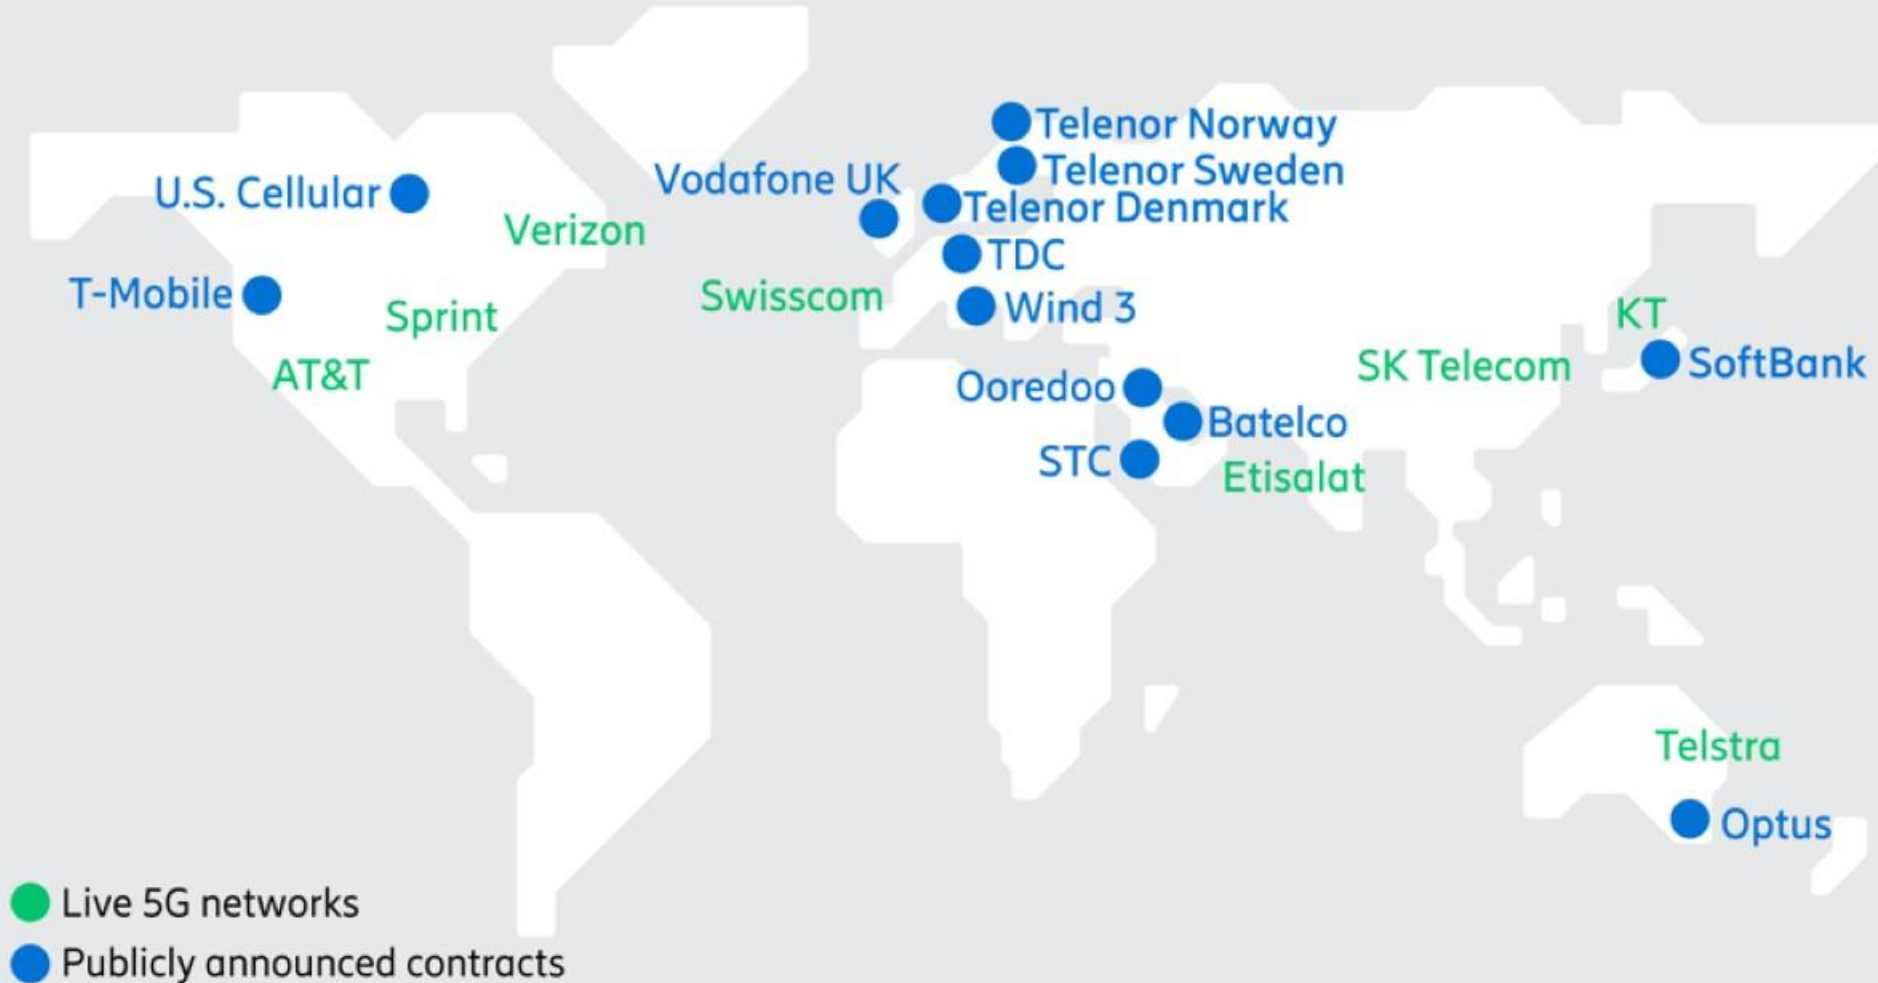 Telenor Norway
Telenor Sweden
Vodafone UK
U.S. Cellular
Telenor Denmark
Verizon
TDC
T-Mobile
Swisscom
Wind 3
Sprint
KT
AT&T
SK Telecom
SoftBank
Ooredoo
Batelco
STC
Etisalat
Telstra
Optus
Live 5G networks
Publicly announced contracts